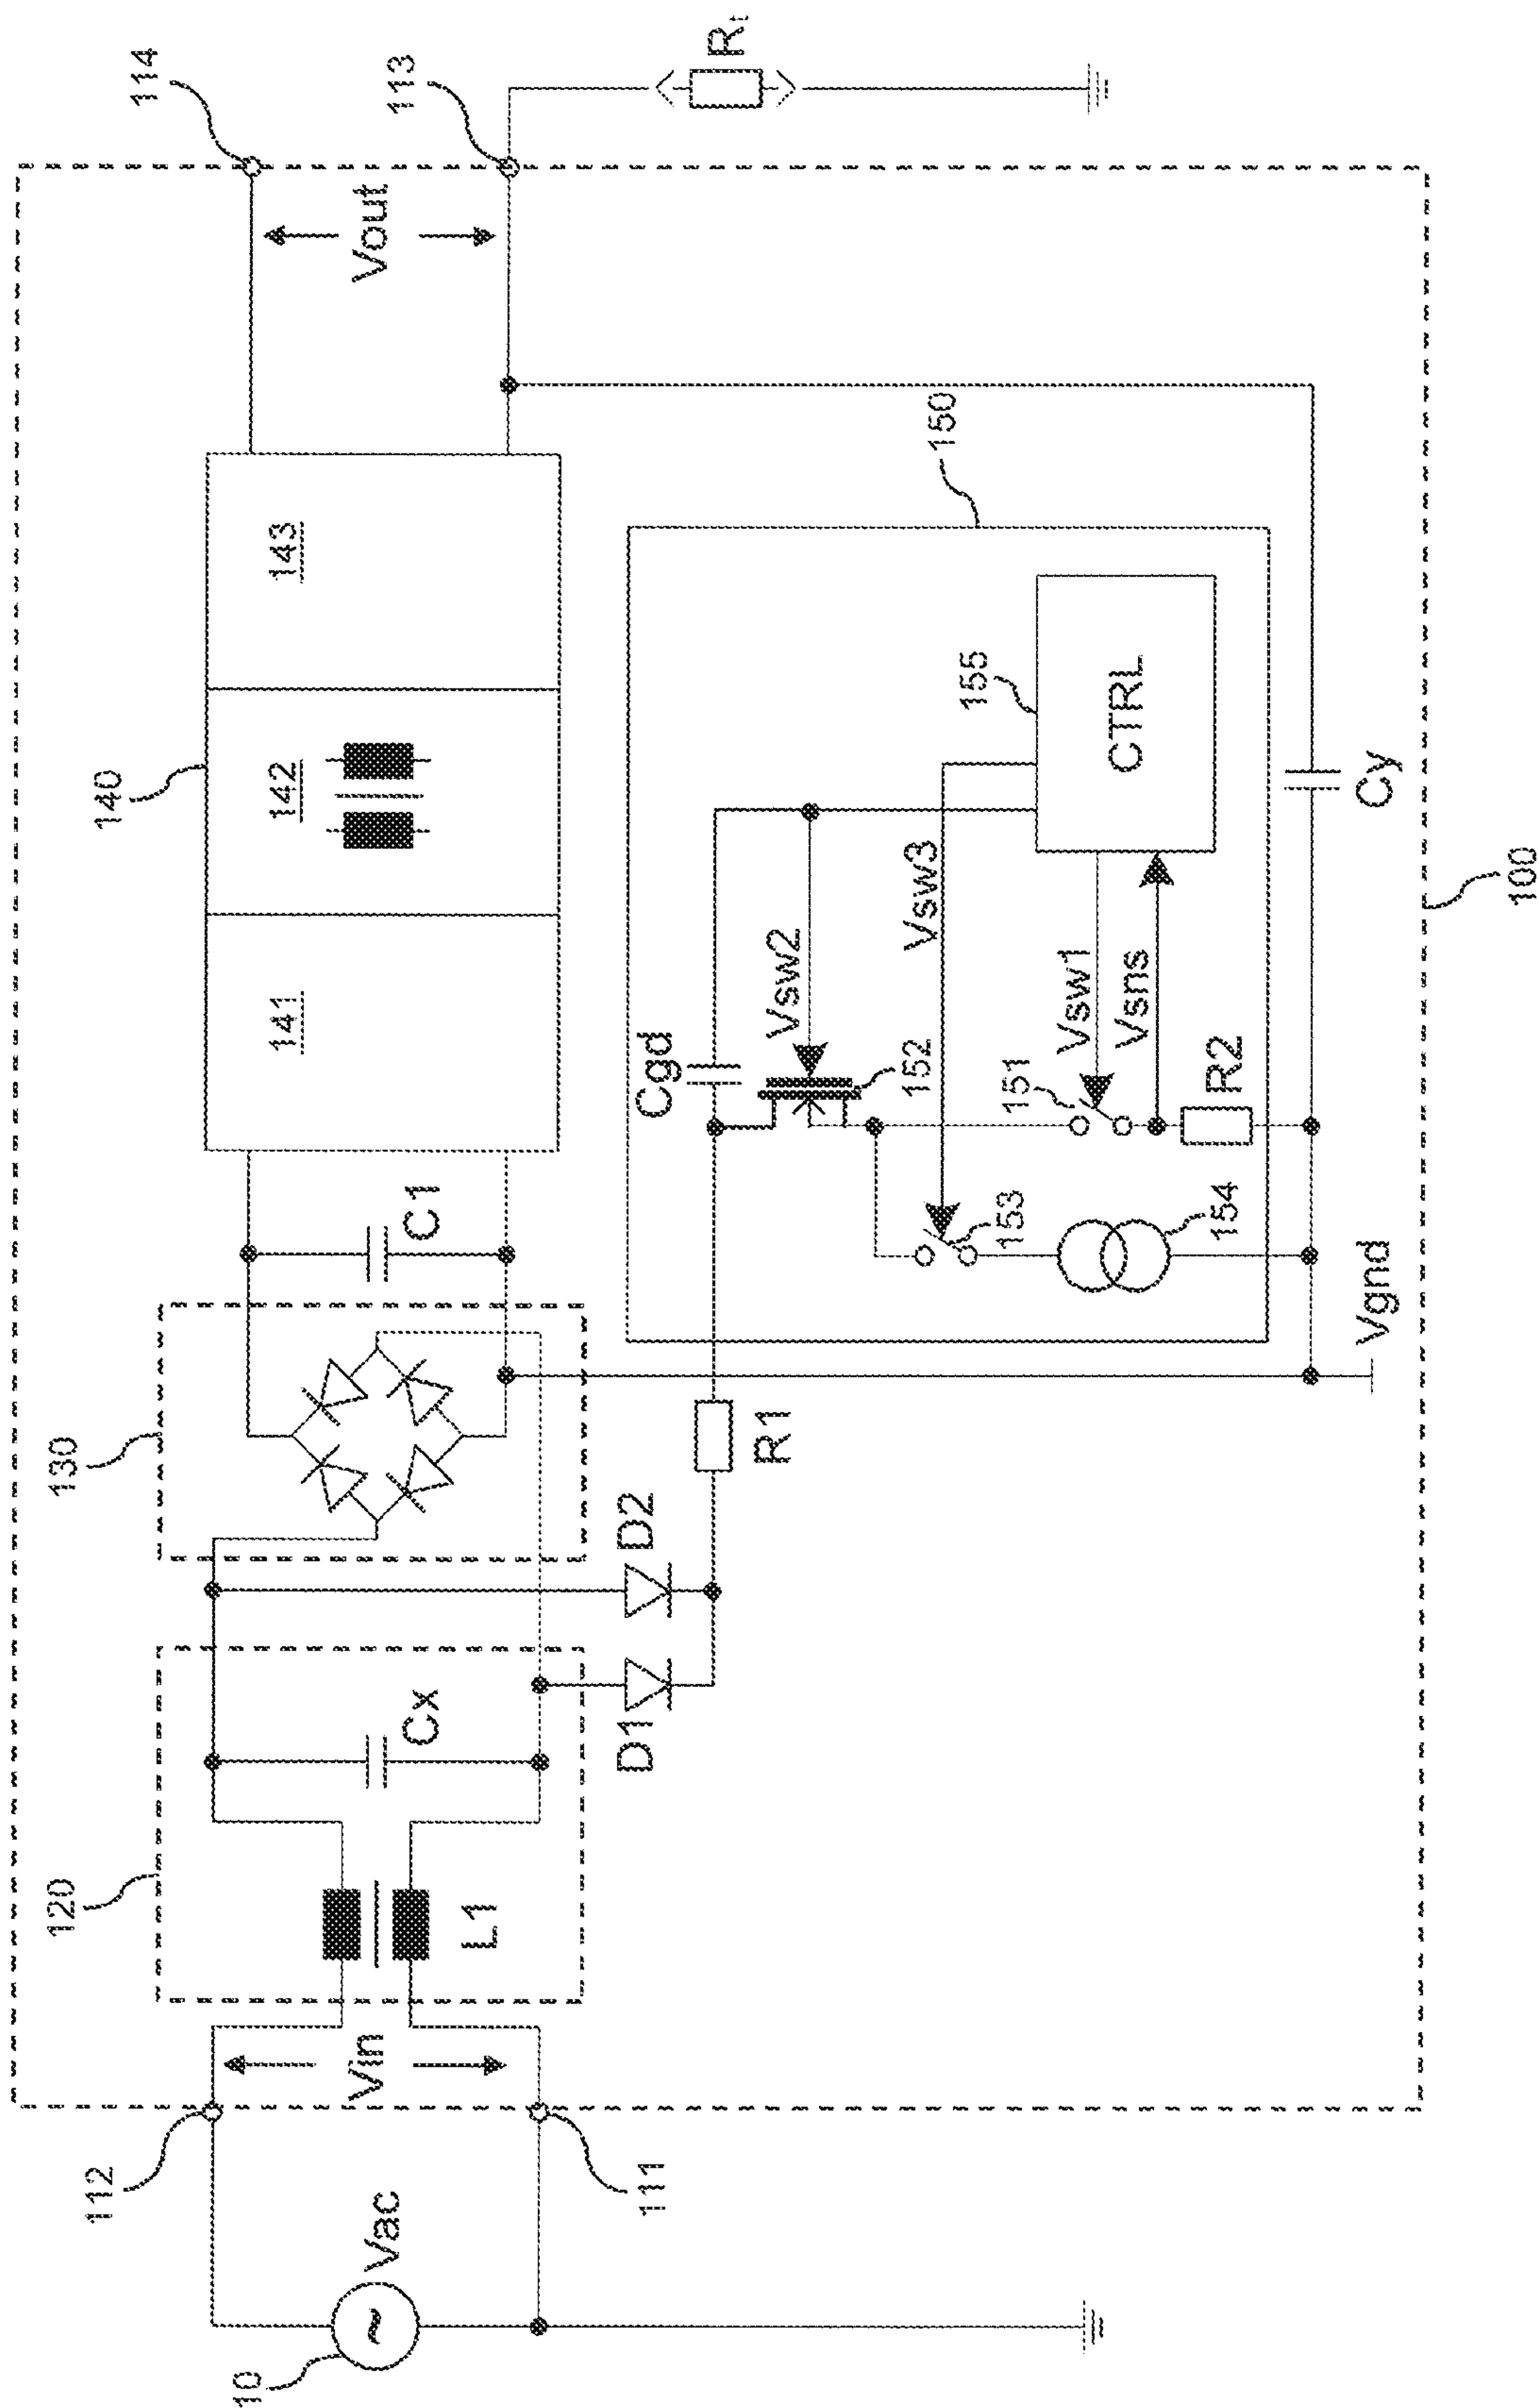 114
113
R
Vout
140
143
142
141
150
155
CTRL
Vsw3
Vsw2
Vsw1
Vsns
Cgd
152
151
153
154
R2
Cy
100
C1
130
R1
Vgnd
D2
D1
Cx
120
L1
Vin
112
111
Vac
10
~